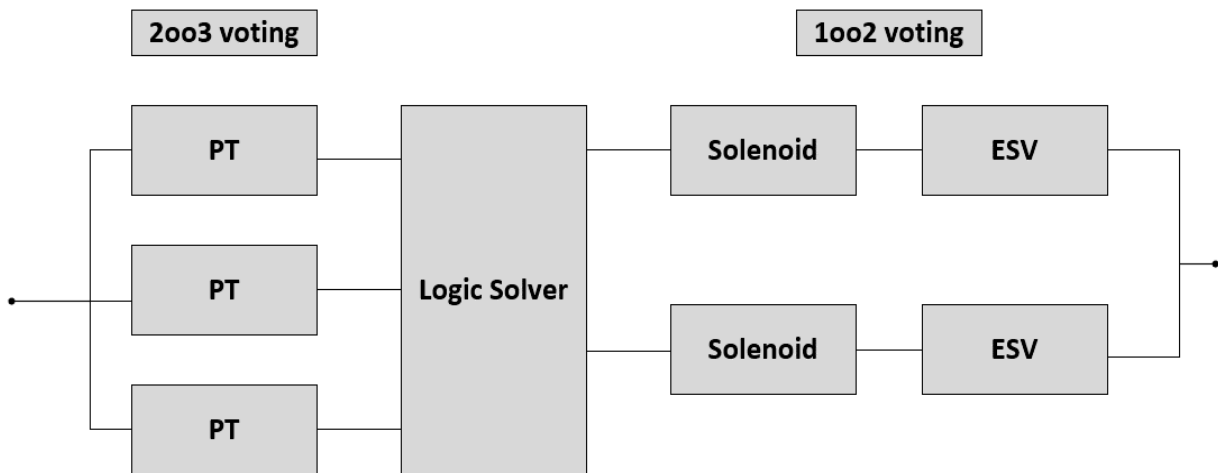 2oo3 voting
1oo2 voting
PT
Solenoid
ESV
PT
Logic Solver
Solenoid
ESV
PT